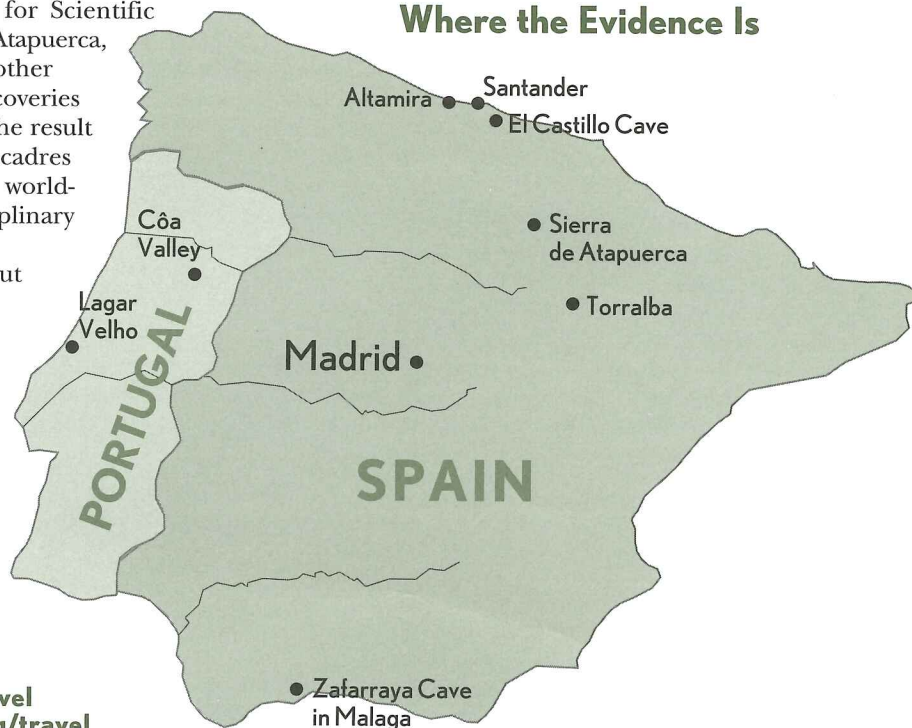 for Scientific
Atapuerca,
other
coveries
he result
cadres
world-
plinary
ut
Where the Evidence Is
Altamira
Santander
El Castillo Cave
Sierra
de Atapuerca
Torralba
Côa
Valley
Lagar
Velho
Madrid
PORTUGAL
SPAIN
Zafarraya Cave
in Malaga
vel
g/travel